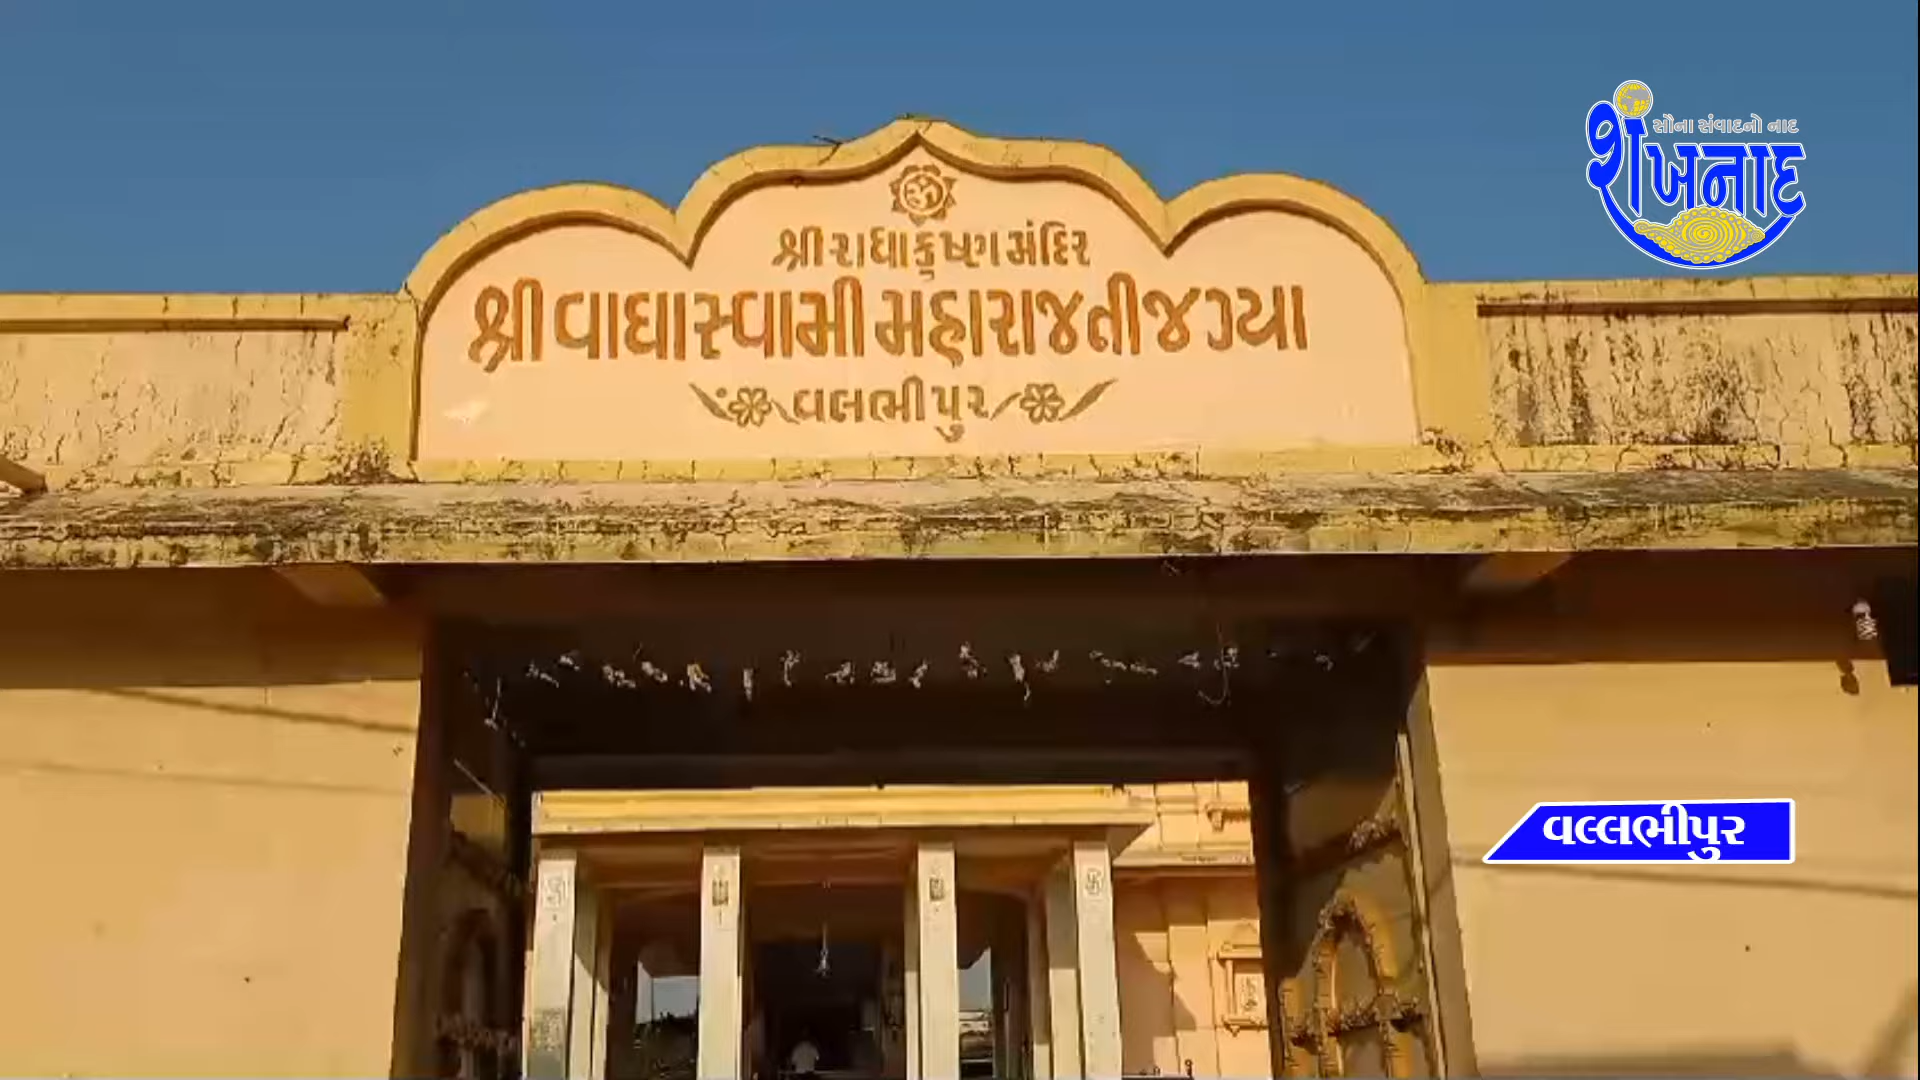 ૐ
શ્રી રાધાકૃષ્ણ મંદિર
શ્રી વાઘાસ્વામી મહારાજની જગ્યા
વલભીપુર
સૌના સંવાદનો નાદ
શંખનાદ
વલ્લભીપુર